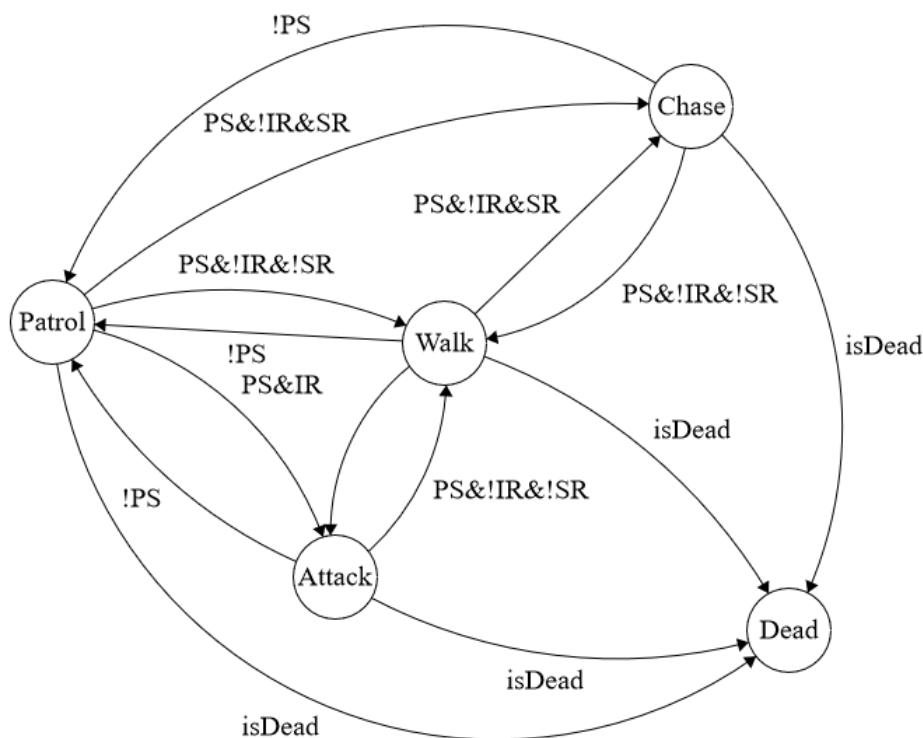 !PS
Chase
PS&!IR&SR
PS&!IR&SR
PS&!IR&!SR
PS&!IR&!SR
Patrol
Walk
isDead
!PS
PS&IR
isDead
PS&!IR&!SR
!PS
Attack
Dead
isDead
isDead